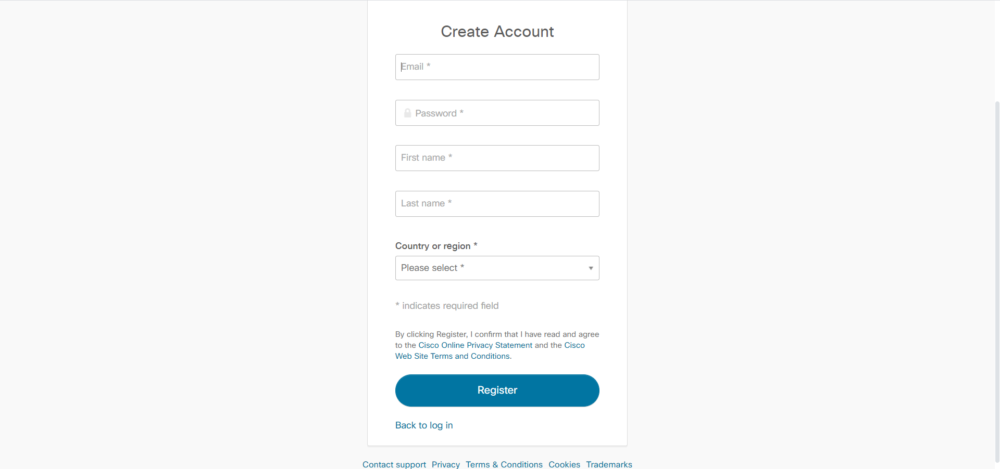 Create Account
Email *
Password *
First name *
Last name *
Country or region *
Please select *
* indicates required field
By clicking Register, I confirm that I have read and agree
to the Cisco Online Privacy Statement and the Cisco
Web Site Terms and Conditions.
Register
Back to log in
Contact support Privacy Terms & Conditions Cookies Trademarks